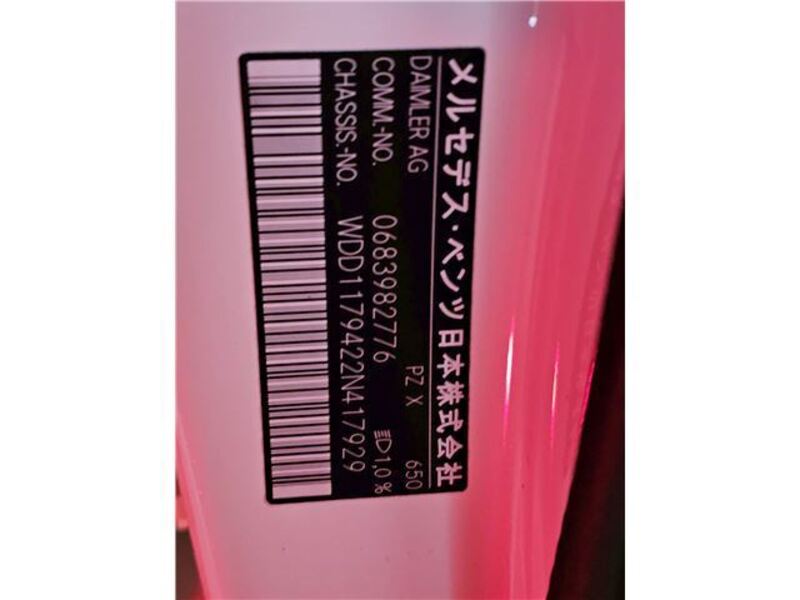 メルセデス・ベンツ日本株式会社
DAIMLER AG PZ X 650
COMM.-NO. 0683982776 1,0 %
CHASSIS.-NO. WDD1179422N417929